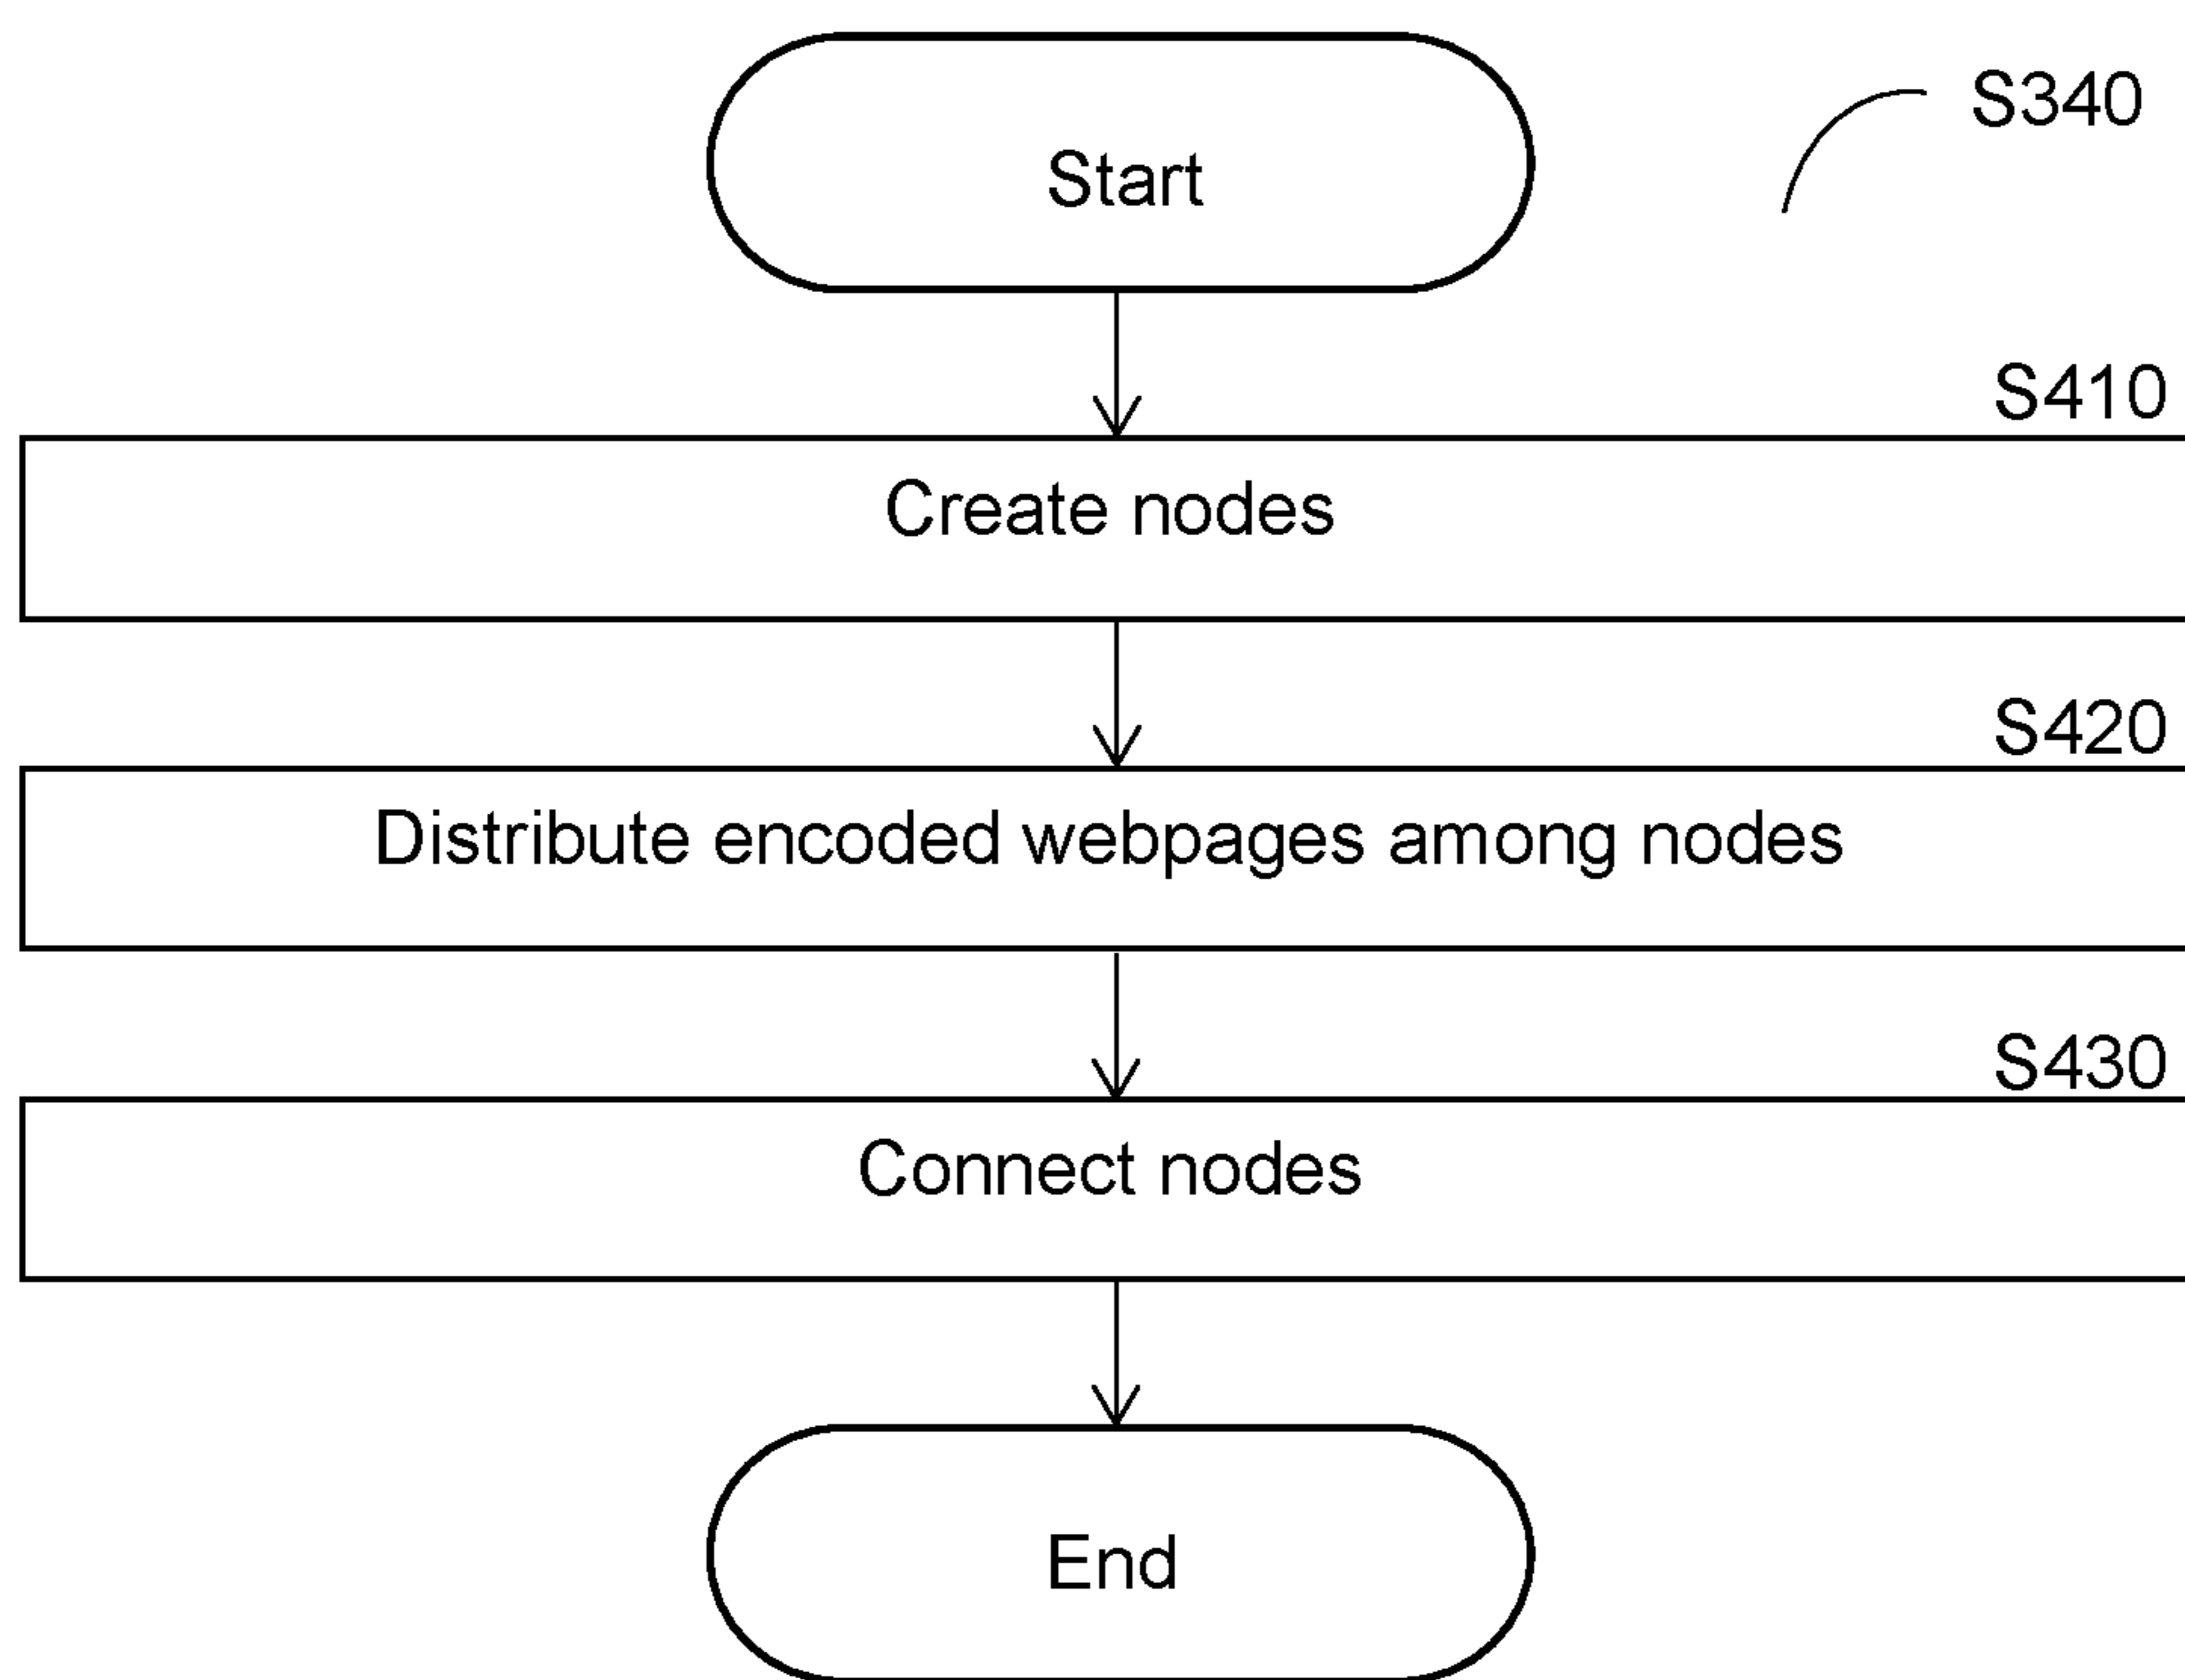 Start
S340
S410
Create nodes
S420
Distribute encoded webpages among nodes
S430
Connect nodes
End